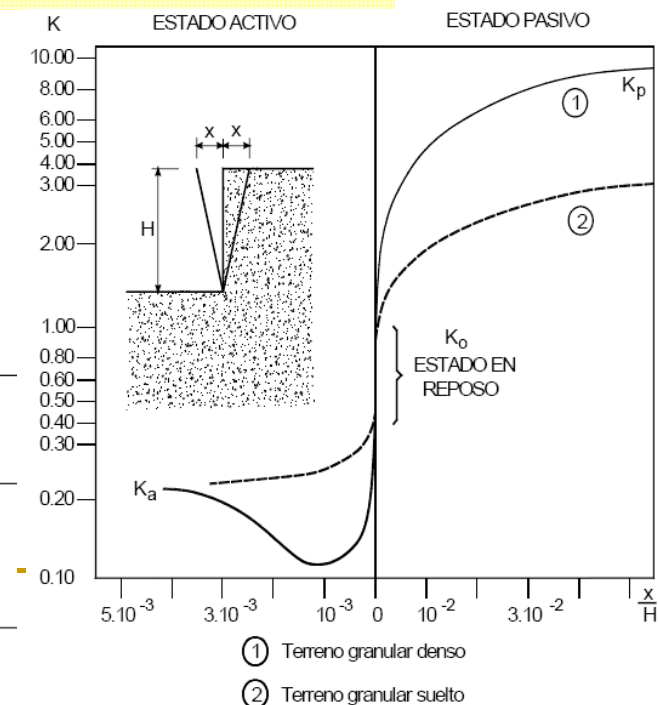 K
ESTADO ACTIVO
ESTADO PASIVO
10.00
8.00
6.00
5.00
4.00
3.00
2.00
1.00
0.80
0.60
0.50
0.40
0.30
0.20
0.10
x x
H
Kp
1
2
Ko
ESTADO EN
REPOSO
Ka
5.10 -3 3.10 -3 10 -3 0 10 -2 3.10 -2 x/H
1 Terreno granular denso
2 Terreno granular suelto